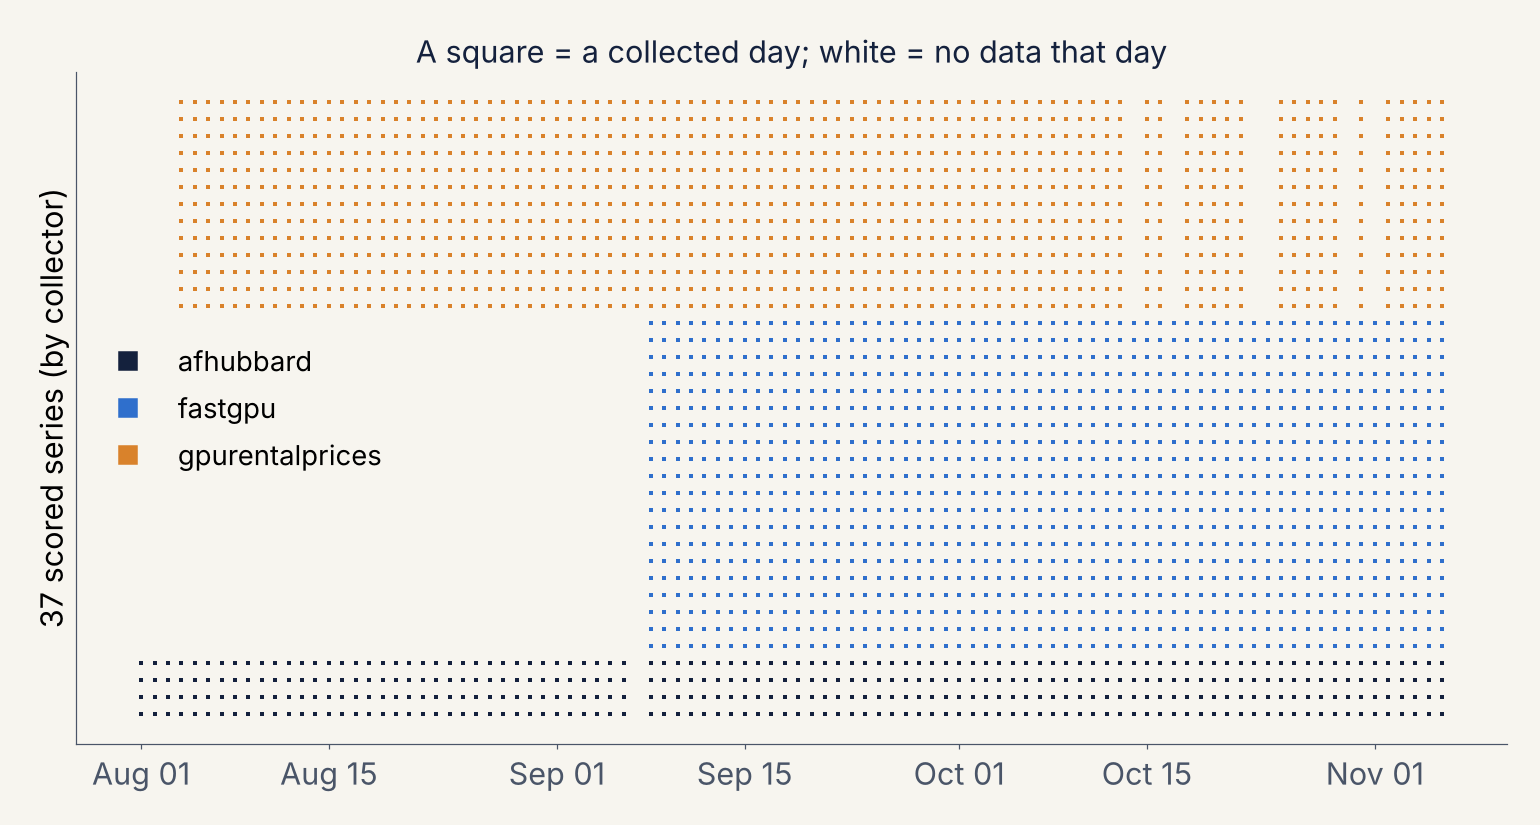 A square = a collected day; white = no data that day
37 scored series (by collector)
afhubbard
fastgpu
gpurentalprices
Aug 01
Aug 15
Sep 01
Sep 15
Oct 01
Oct 15
Nov 01